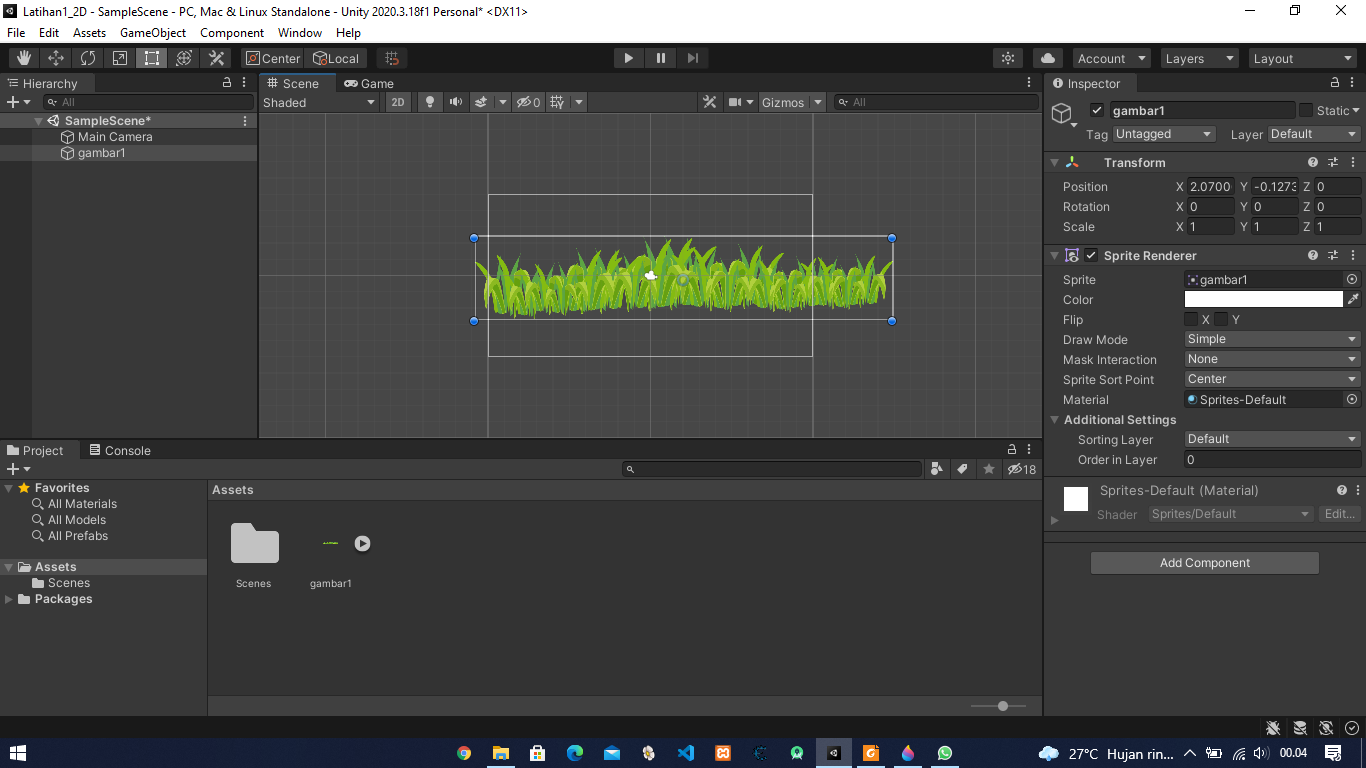 Latihan1_2D - SampleScene - PC, Mac & Linux Standalone - Unity 2020.3.18f1 Personal* <DX11>
File Edit Assets GameObject Component Window Help
Center Local Account Layers Layout
Hierarchy
All
SampleScene*
Main Camera
gambar1
Scene Game
Shaded 2D 0 Gizmos All
Inspector
gambar1 Static
Tag Untagged Layer Default
Transform
Position X 2.0700 Y -0.1273 Z 0
Rotation X 0 Y 0 Z 0
Scale X 1 Y 1 Z 1
Sprite Renderer
Sprite gambar1
Color
Flip X Y
Draw Mode Simple
Mask Interaction None
Sprite Sort Point Center
Material Sprites-Default
Additional Settings
Sorting Layer Default
Order in Layer 0
Sprites-Default (Material)
Shader Sprites/Default Edit...
Add Component
Project Console
18
Favorites
All Materials
All Models
All Prefabs
Assets
Scenes
Packages
Assets
Scenes gambar1
27°C Hujan rin... 00.04